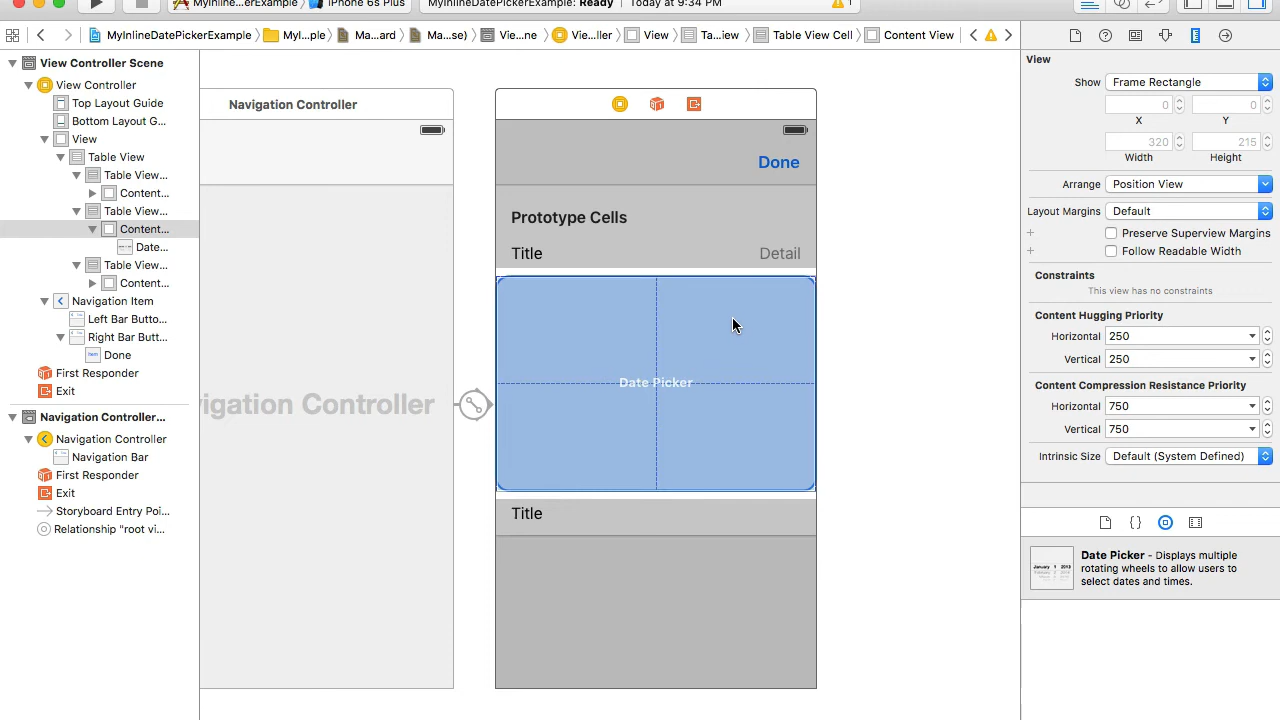 MyInline...erExample
iPhone 6s Plus
MyInlineDatePickerExample: Ready
Today at 9:34 PM
1
MyInlineDatePickerExample
MyI...ple
Ma...ard
Ma...se)
Vie...ne
Vie...ller
View
Ta...iew
Table View Cell
Content View
View Controller Scene
View Controller
Top Layout Guide
Bottom Layout G...
View
Table View
Table View...
Content...
Table View...
Content...
Date...
Table View...
Content...
Navigation Item
Left Bar Butto...
Right Bar Butt...
Done
First Responder
Exit
Navigation Controller...
Navigation Controller
Navigation Bar
First Responder
Exit
Storyboard Entry Poi...
Relationship "root vi...
Navigation Controller
vigation Controller
Done
Prototype Cells
Title Detail
Date Picker
Title
View
Show Frame Rectangle
0 0
X Y
320 215
Width Height
Arrange Position View
Layout Margins Default
Preserve Superview Margins
Follow Readable Width
Constraints
This view has no constraints
Content Hugging Priority
Horizontal 250
Vertical 250
Content Compression Resistance Priority
Horizontal 750
Vertical 750
Intrinsic Size Default (System Defined)
Date Picker - Displays multiple
rotating wheels to allow users to
select dates and times.